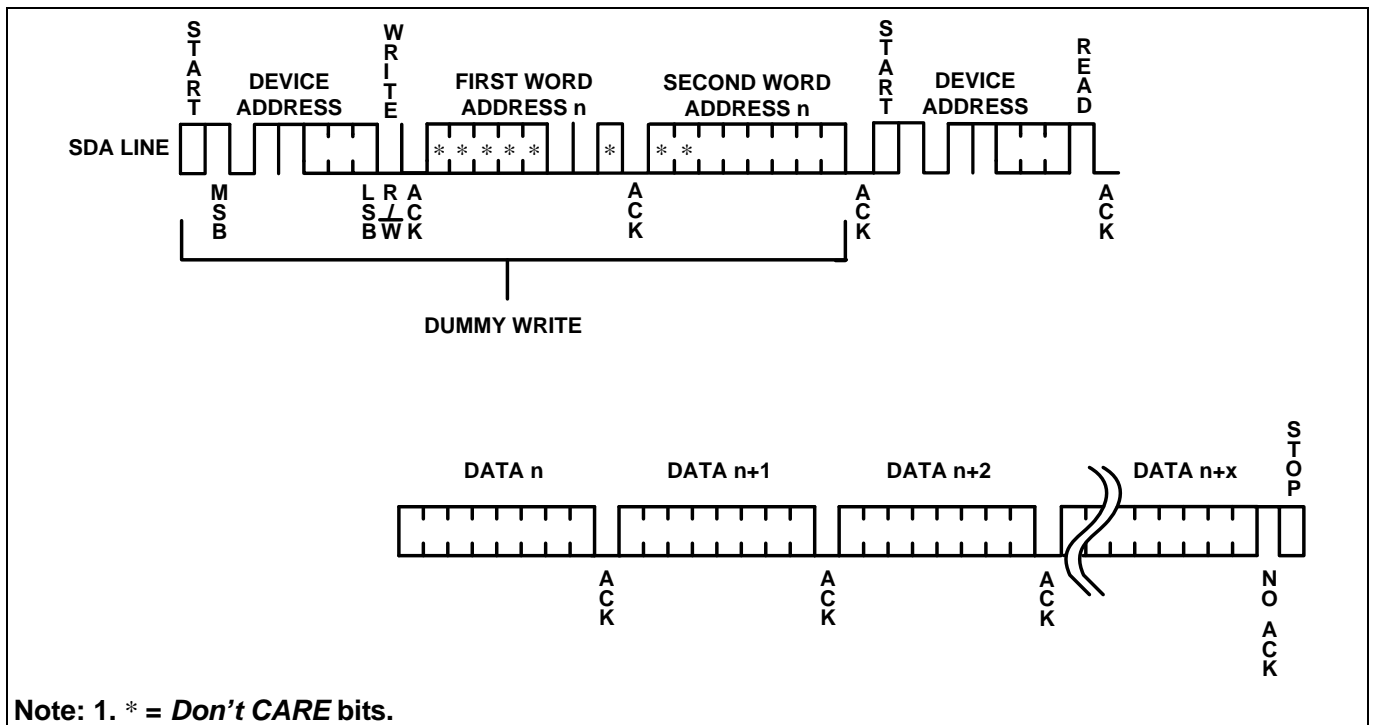 START
WRITE
START
READ
DEVICE
ADDRESS
FIRST WORD
ADDRESS n
SECOND WORD
ADDRESS n
DEVICE
ADDRESS
SDA LINE
* * * * *
*
* *
MSB
LSB
R/W
ACK
ACK
ACK
ACK
DUMMY WRITE
STOP
DATA n
DATA n+1
DATA n+2
DATA n+x
ACK
ACK
ACK
NO ACK
Note: 1. * = Don't CARE bits.